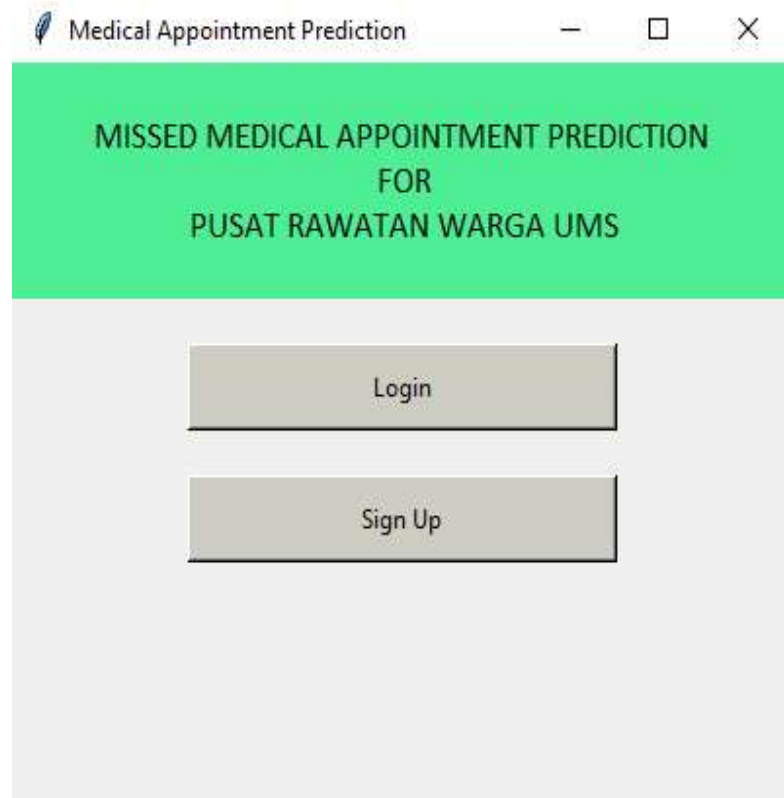 Medical Appointment Prediction
MISSED MEDICAL APPOINTMENT PREDICTION
FOR
PUSAT RAWATAN WARGA UMS
Login
Sign Up